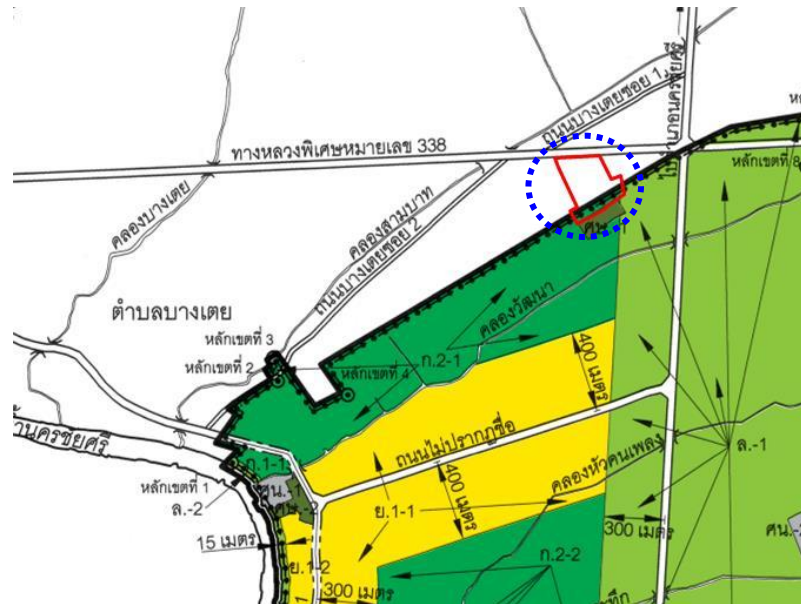 ถนนบางเตยซอย 1
ทางหลวงพิเศษหมายเลข 338
หลักเขตที่ 8
คลองบางเตย
คลองสามบาท
ถนนบางเตยซอย 2
ตำบลบางเตย
คลองวัฒนา
หลักเขตที่ 3
หลักเขตที่ 2
หลักเขตที่ 4
ก.2-1
400 เมตร
ถนนไม่ปรากฏชื่อ
ล.-1
ก.1-1
คลองหัวคนเพลง
400 เมตร
หลักเขตที่ 1
ศน.-1
ล.-2
ศษ.-2
ย.1-1
300 เมตร
15 เมตร
ย.1-2
ก.2-2
300 เมตร